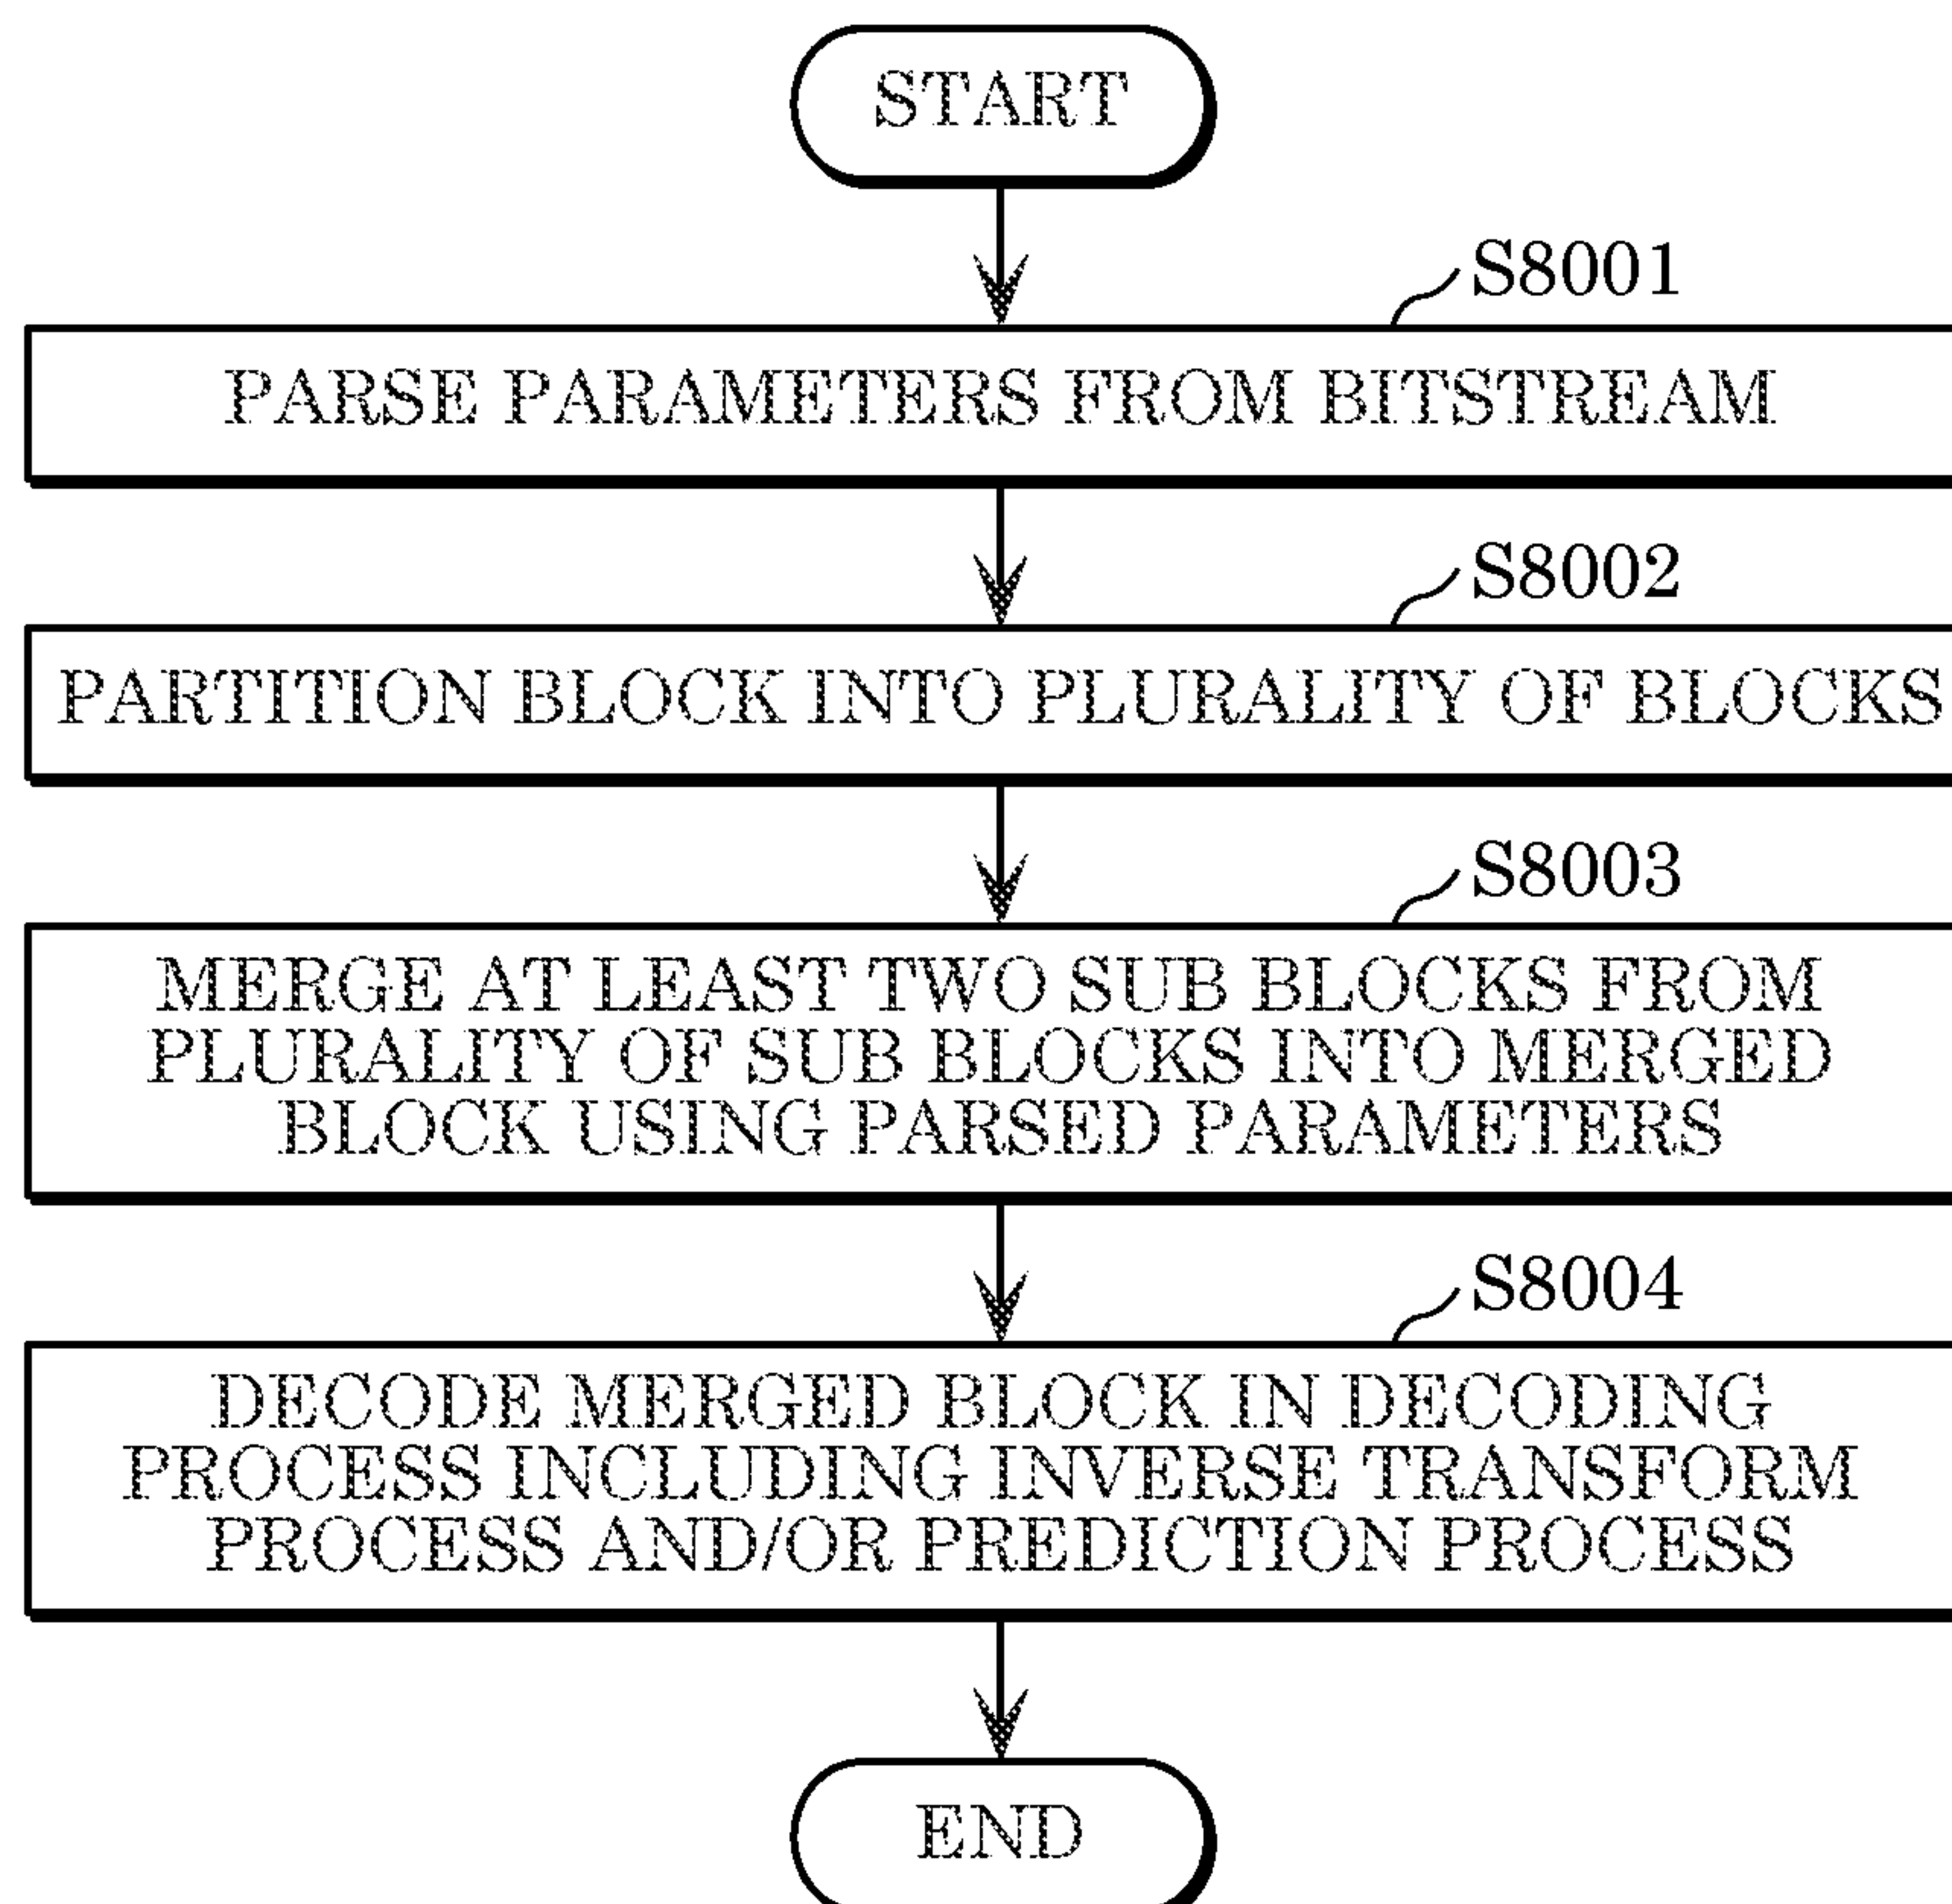 START
S8001
PARSE PARAMETERS FROM BITSTREAM
S8002
PARTITION BLOCK INTO PLURALITY OF BLOCKS
S8003
MERGE AT LEAST TWO SUB BLOCKS FROM
PLURALITY OF SUB BLOCKS INTO MERGED
BLOCK USING PARSED PARAMETERS
S8004
DECODE MERGED BLOCK IN DECODING
PROCESS INCLUDING INVERSE TRANSFORM
PROCESS AND/OR PREDICTION PROCESS
END